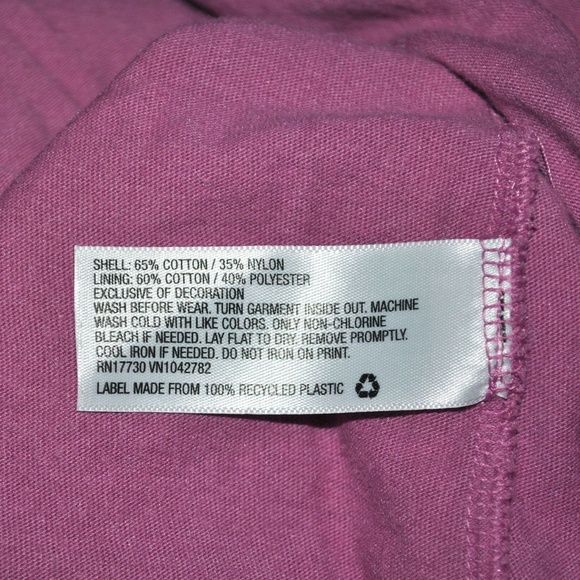 SHELL: 65% COTTON / 35% NYLON
LINING: 60% COTTON / 40% POLYESTER
EXCLUSIVE OF DECORATION
WASH BEFORE WEAR. TURN GARMENT INSIDE OUT. MACHINE
WASH COLD WITH LIKE COLORS. ONLY NON-CHLORINE
BLEACH IF NEEDED. LAY FLAT TO DRY. REMOVE PROMPTLY.
COOL IRON IF NEEDED. DO NOT IRON ON PRINT.
RN17730 VN1042782
LABEL MADE FROM 100% RECYCLED PLASTIC